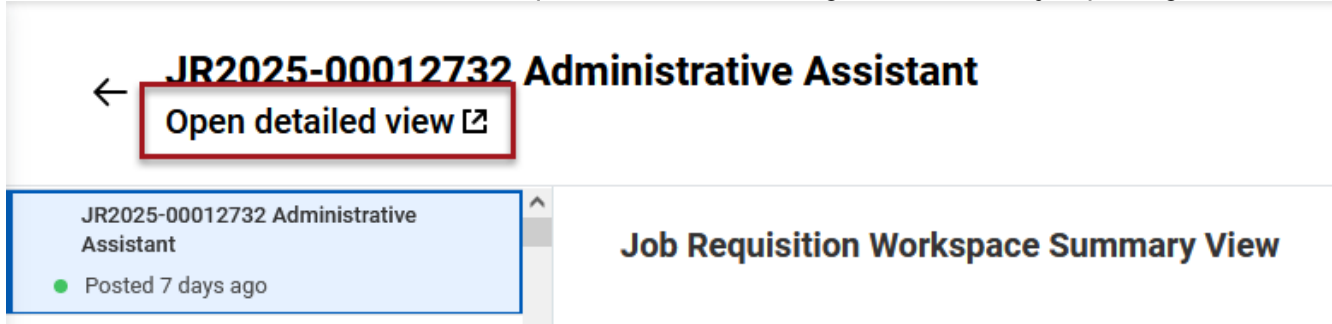 JR2025-00012732 Administrative Assistant
Open detailed view
JR2025-00012732 Administrative
Assistant
Posted 7 days ago
Job Requisition Workspace Summary View